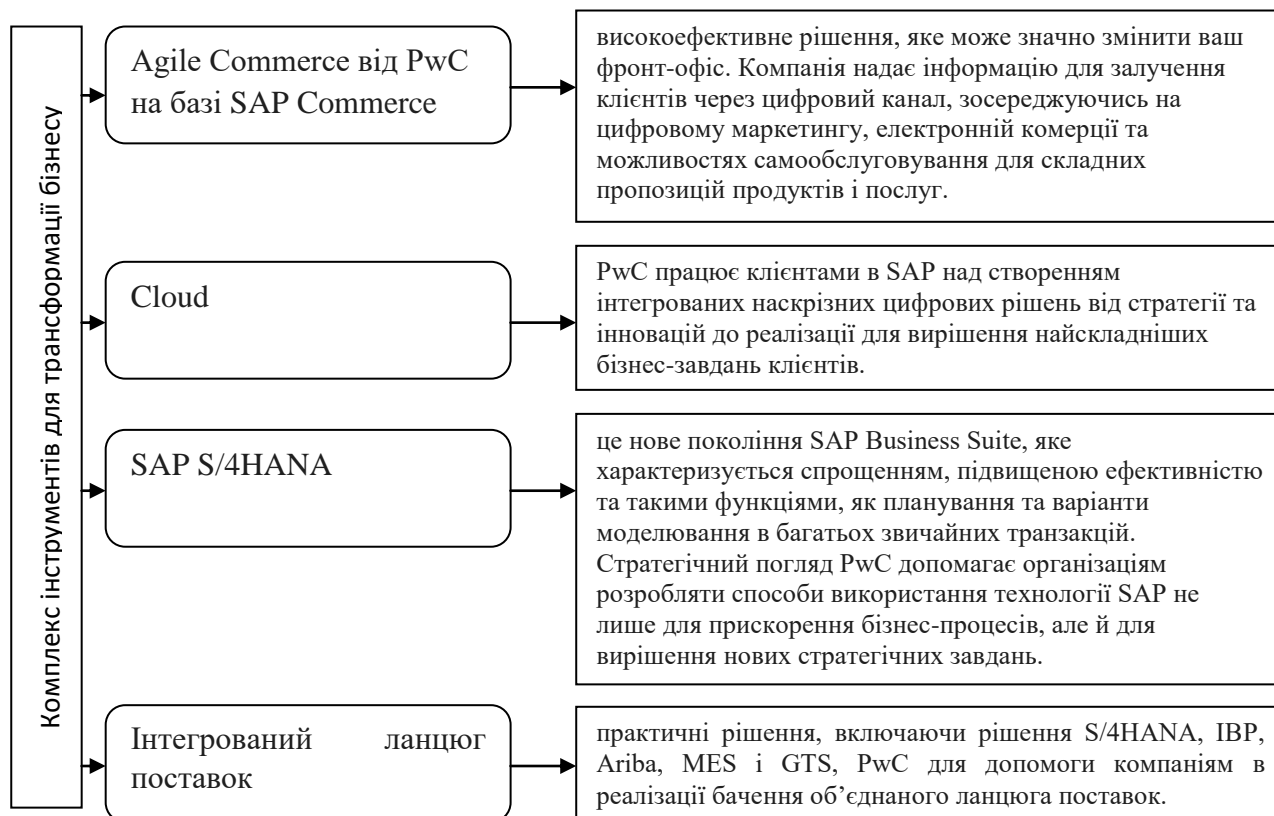 Комплекс інструментів для трансформації бізнесу
Agile Commerce від PwC
на базі SAP Commerce
високоефективне рішення, яке може значно змінити ваш
фронт-офіс. Компанія надає інформацію для залучення
клієнтів через цифровий канал, зосереджуючись на
цифровому маркетингу, електронній комерції та
можливостях самообслуговування для складних
пропозицій продуктів і послуг.
Cloud
PwC працює клієнтами в SAP над створенням
інтегрованих наскрізних цифрових рішень від стратегії та
інновацій до реалізації для вирішення найскладніших
бізнес-завдань клієнтів.
SAP S/4HANA
це нове покоління SAP Business Suite, яке
характеризується спрощенням, підвищеною ефективністю
та такими функціями, як планування та варіанти
моделювання в багатьох звичайних транзакцій.
Стратегічний погляд PwC допомагає організаціям
розробляти способи використання технології SAP не
лише для прискорення бізнес-процесів, але й для
вирішення нових стратегічних завдань.
Інтегрований ланцюг
поставок
практичні рішення, включаючи рішення S/4HANA, IBP,
Ariba, MES і GTS, PwC для допомоги компаніям в
реалізації бачення об’єднаного ланцюга поставок.